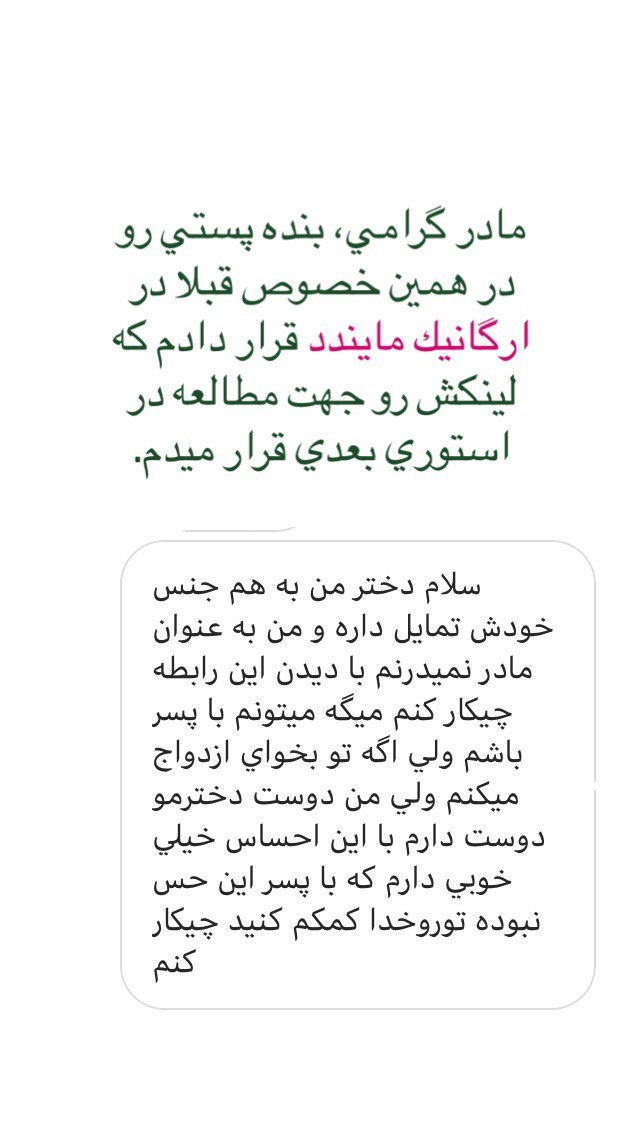 مادر گرامي، بنده پستي رو
در همين خصوص قبلا در
ارگانيك مايندد قرار دادم كه
لينكش رو جهت مطالعه در
استوري بعدي قرار ميدم.
سلام دختر من به هم جنس
خودش تمايل داره و من به عنوان
مادر نميدرنم با ديدن اين رابطه
چيكار كنم ميگه ميتونم با پسر
باشم ولي اگه تو بخواي ازدواج
ميكنم ولي من دوست دخترمو
دوست دارم با اين احساس خيلي
خوبي دارم كه با پسر اين حس
نبوده توروخدا كمكم كنيد چيكار
كنم